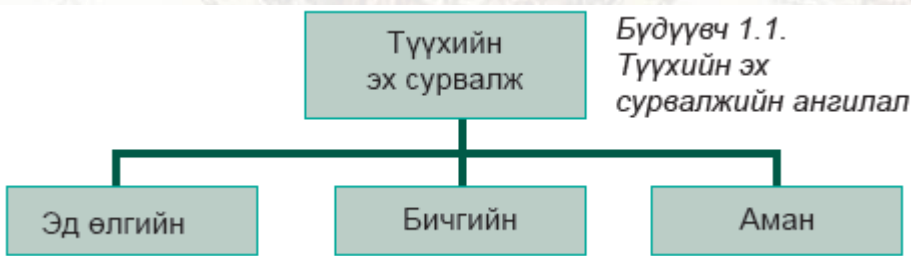 Түүхийн
эх сурвалж
Бүдүүвч 1.1.
Түүхийн эх
сурвалжийн ангилал
Эд өлгийн
Бичгийн
Аман